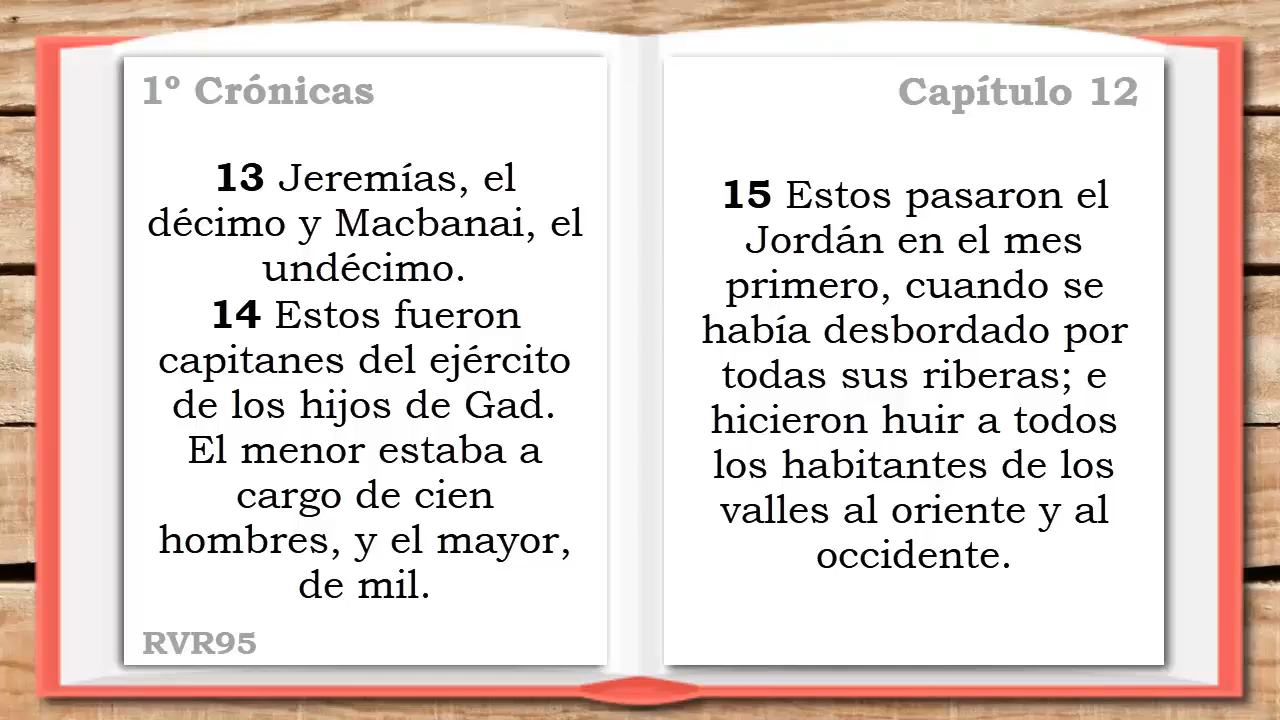 1º Crónicas
13 Jeremías, el
décimo y Macbanai, el
undécimo.
14 Estos fueron
capitanes del ejército
de los hijos de Gad.
El menor estaba a
cargo de cien
hombres, y el mayor,
de mil.
RVR95
Capítulo 12
15 Estos pasaron el
Jordán en el mes
primero, cuando se
había desbordado por
todas sus riberas; e
hicieron huir a todos
los habitantes de los
valles al oriente y al
occidente.